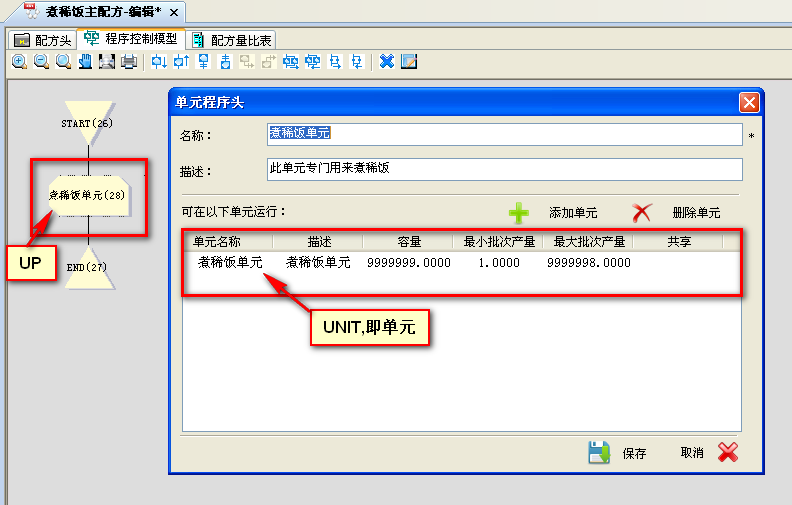 煮稀饭主配方-编辑* ×
配方头 程序控制模型 配方量比表
START(26)
煮稀饭单元(28)
UP
END(27)
单元程序头
名称： 煮稀饭单元 *
描述： 此单元专门用来煮稀饭
可在以下单元运行： 添加单元 删除单元
单元名称 描述 容量 最小批次产量 最大批次产量 共享
煮稀饭单元 煮稀饭单元 9999999.0000 1.0000 9999998.0000
UNIT,即单元
保存 取消